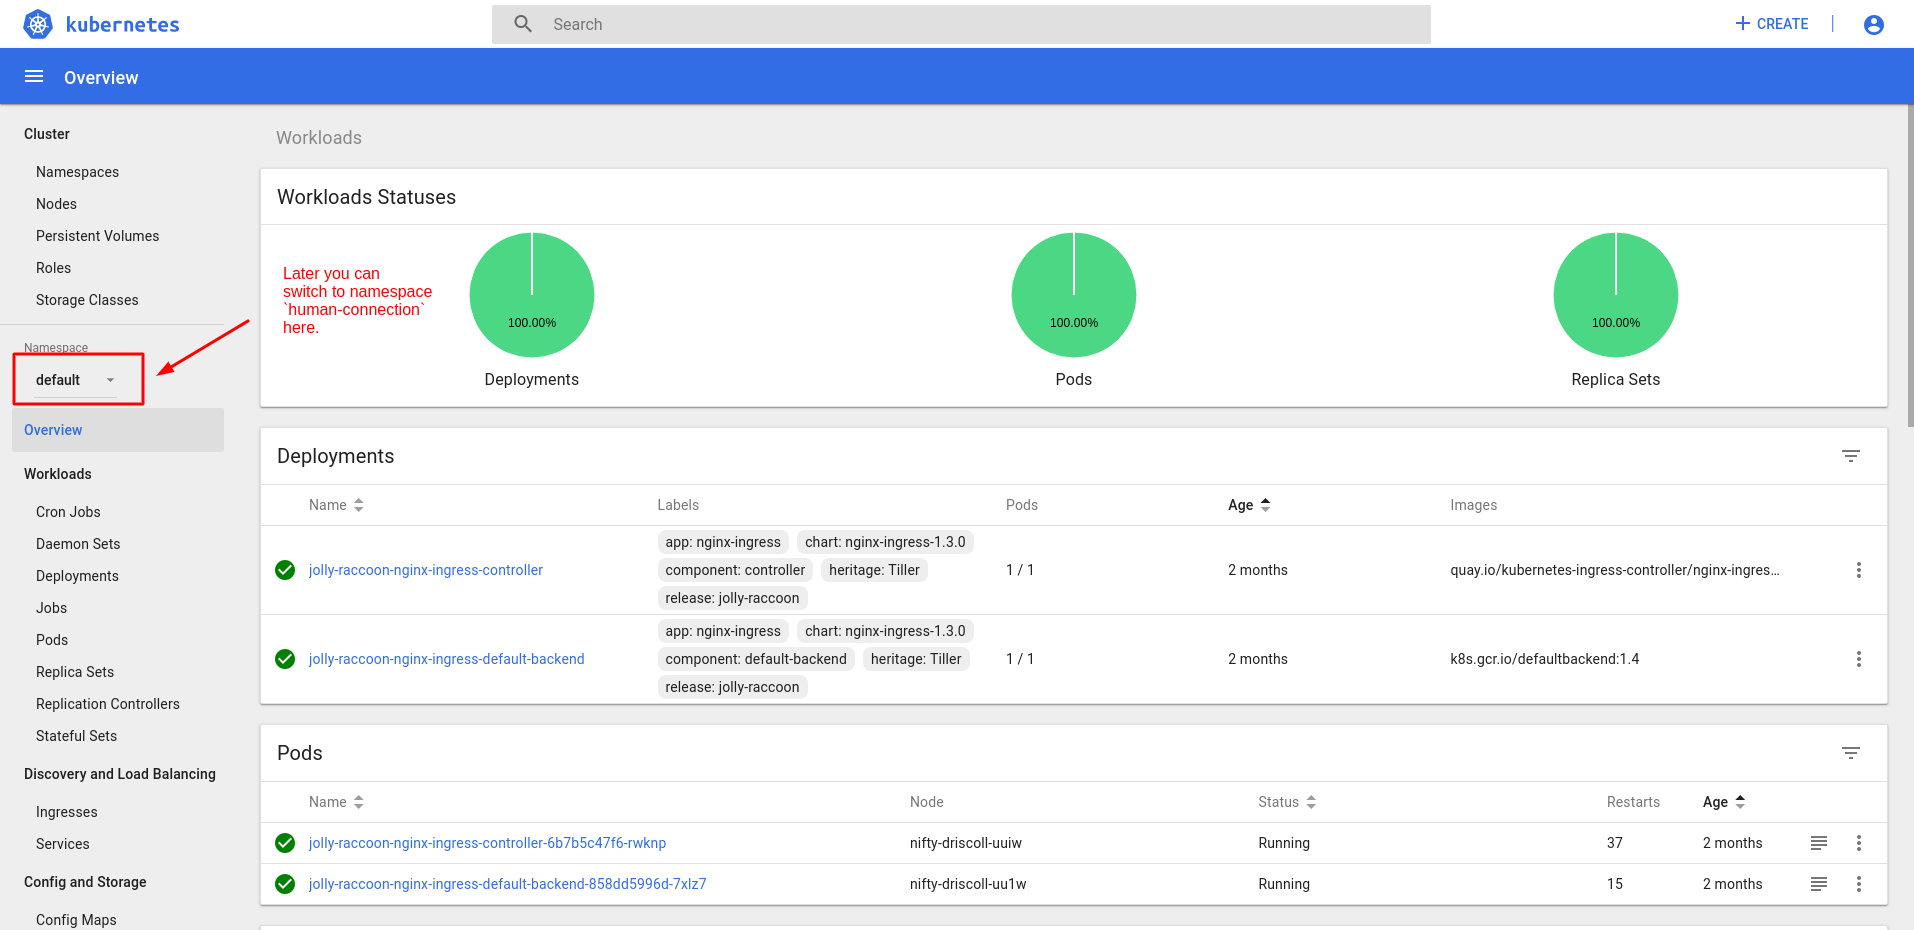 kubernetes
Search
CREATE
Overview
Cluster
Namespaces
Nodes
Persistent Volumes
Roles
Storage Classes
Namespace
default
Overview
Workloads
Cron Jobs
Daemon Sets
Deployments
Jobs
Pods
Replica Sets
Replication Controllers
Stateful Sets
Discovery and Load Balancing
Ingresses
Services
Config and Storage
Config Maps
Workloads
Workloads Statuses
Later you can
switch to namespace
`human-connection`
here.
100.00%
Deployments
100.00%
Pods
100.00%
Replica Sets
Deployments
Name Labels Pods Age Images
jolly-raccoon-nginx-ingress-controller
app: nginx-ingress chart: nginx-ingress-1.3.0
component: controller heritage: Tiller
release: jolly-raccoon
1 / 1
2 months
quay.io/kubernetes-ingress-controller/nginx-ingres…
jolly-raccoon-nginx-ingress-default-backend
app: nginx-ingress chart: nginx-ingress-1.3.0
component: default-backend heritage: Tiller
release: jolly-raccoon
1 / 1
2 months
k8s.gcr.io/defaultbackend:1.4
Pods
Name Node Status Restarts Age
jolly-raccoon-nginx-ingress-controller-6b7b5c47f6-rwknp nifty-driscoll-uuiw Running 37 2 months
jolly-raccoon-nginx-ingress-default-backend-858dd5996d-7xlz7 nifty-driscoll-uu1w Running 15 2 months